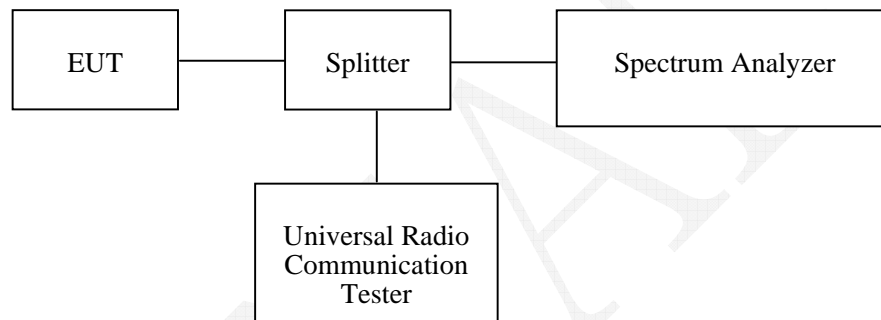 EUT
Splitter
Spectrum Analyzer
Universal Radio
Communication
Tester